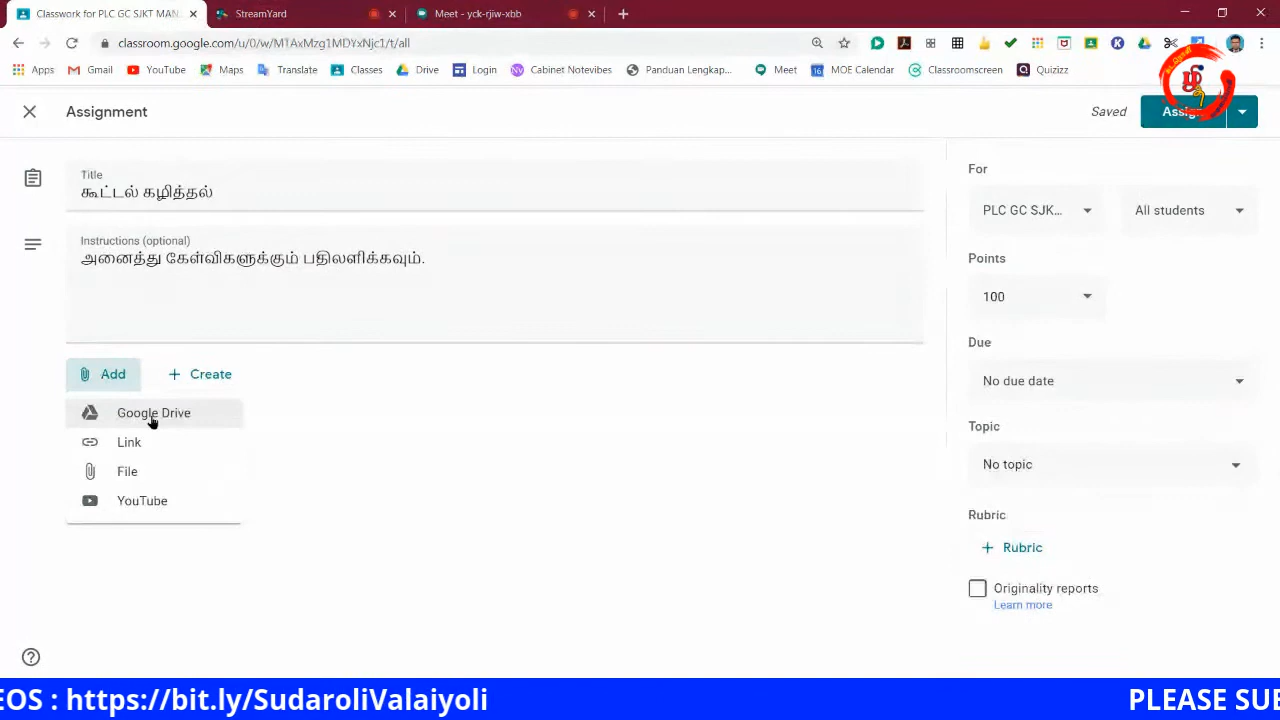 Classwork for PLC GC SJKT MAN
StreamYard
Meet - yck-rjiw-xbb
classroom.google.com/u/0/w/MTAxMzg1MDYwNjc1/t/all
Apps
Gmail
YouTube
Maps
Translate
Classes
Drive
Login
Cabinet Notevibes
Panduan Lengkap...
Meet
MOE Calendar
Classroomscreen
Quizizz
Assignment
Saved
Assign
Title
கூட்டல் கழித்தல்
Instructions (optional)
அனைத்து கேள்விகளுக்கும் பதிலளிக்கவும்.
Add
Create
Google Drive
Link
File
YouTube
For
PLC GC SJK...
All students
Points
100
Due
No due date
Topic
No topic
Rubric
Rubric
Originality reports
Learn more
EOS : https://bit.ly/SudaroliValaiyoli
PLEASE SUB